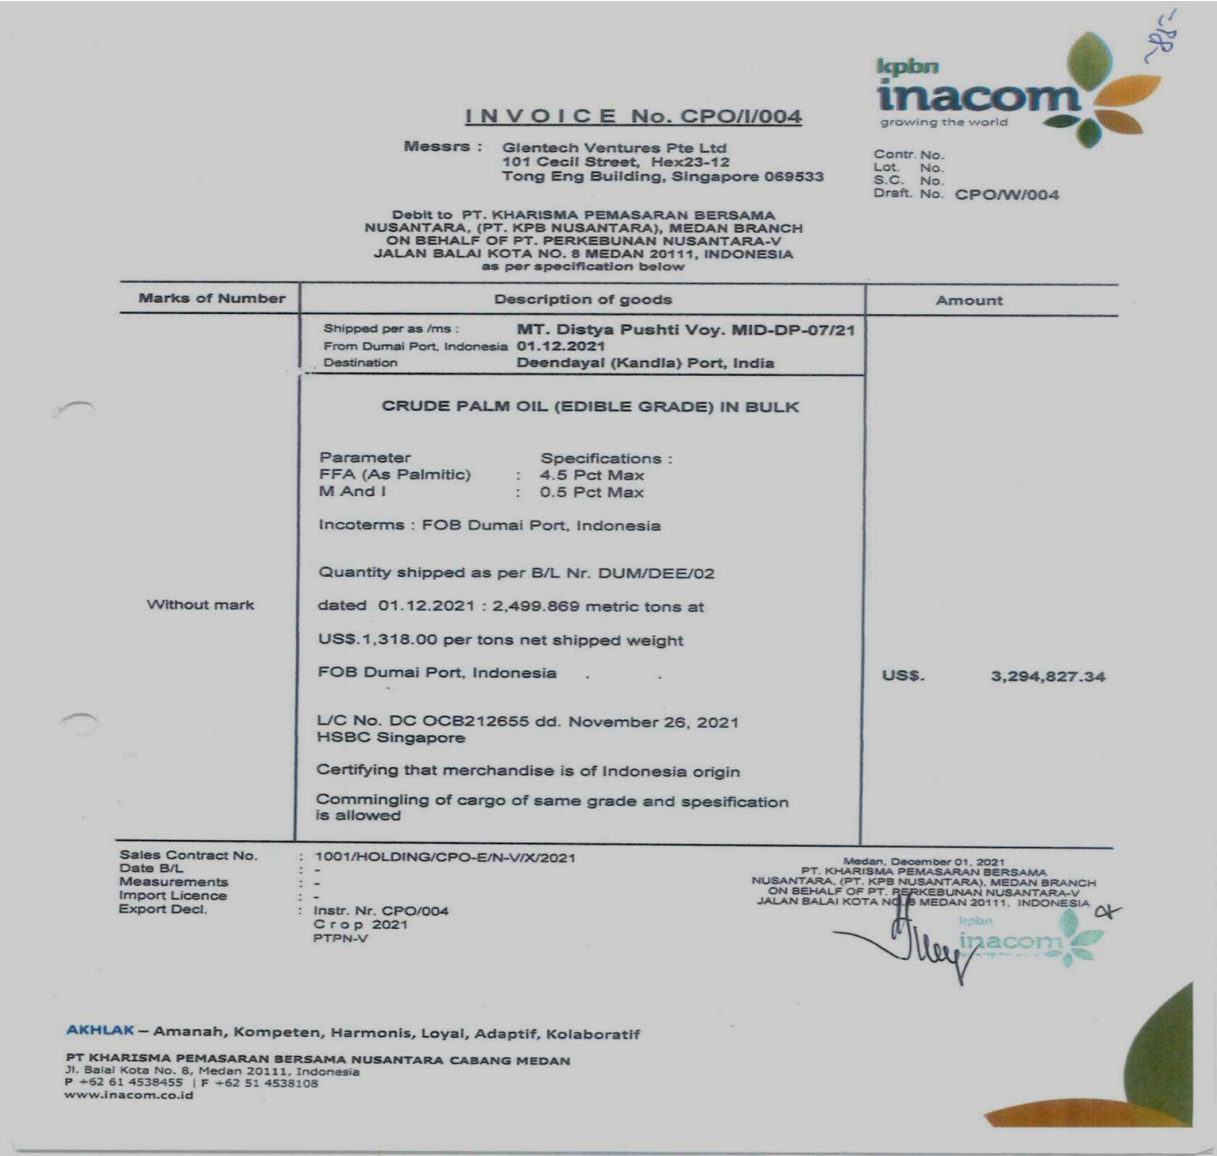 kpbn
inacom
growing the world
INVOICE No. CPO/I/004
Messrs : Glentech Ventures Pte Ltd
101 Cecil Street, Hex23-12
Tong Eng Building, Singapore 069533
Contr. No.
Lot. No.
S.C. No.
Draft. No. CPO/W/004
Debit to PT. KHARISMA PEMASARAN BERSAMA
NUSANTARA, (PT. KPB NUSANTARA), MEDAN BRANCH
ON BEHALF OF PT. PERKEBUNAN NUSANTARA-V
JALAN BALAI KOTA NO. 8 MEDAN 20111, INDONESIA
as per specification below
Marks of Number Description of goods Amount
Shipped per as /ms : MT. Distya Pushti Voy. MID-DP-07/21
From Dumai Port, Indonesia 01.12.2021
Destination Deendayal (Kandla) Port, India
CRUDE PALM OIL (EDIBLE GRADE) IN BULK
Parameter Specifications :
FFA (As Palmitic) : 4.5 Pct Max
M And I : 0.5 Pct Max
Incoterms : FOB Dumai Port, Indonesia
Quantity shipped as per B/L Nr. DUM/DEE/02
Without mark dated 01.12.2021 : 2,499.869 metric tons at
US$.1,318.00 per tons net shipped weight
FOB Dumai Port, Indonesia US$. 3,294,827.34
L/C No. DC OCB212655 dd. November 26, 2021
HSBC Singapore
Certifying that merchandise is of Indonesia origin
Commingling of cargo of same grade and spesification
is allowed
Sales Contract No. : 1001/HOLDING/CPO-E/N-V/X/2021
Date B/L : -
Measurements : -
Import Licence : -
Export Decl. : Instr. Nr. CPO/004
Crop 2021
PTPN-V
Medan, December 01, 2021
PT. KHARISMA PEMASARAN BERSAMA
NUSANTARA, (PT. KPB NUSANTARA), MEDAN BRANCH
ON BEHALF OF PT. PERKEBUNAN NUSANTARA-V
JALAN BALAI KOTA NO. 8 MEDAN 20111, INDONESIA
kpbn
inacom
AKHLAK – Amanah, Kompeten, Harmonis, Loyal, Adaptif, Kolaboratif
PT KHARISMA PEMASARAN BERSAMA NUSANTARA CABANG MEDAN
Jl. Balai Kota No. 8, Medan 20111, Indonesia
P +62 61 4538455 | F +62 51 4538108
www.inacom.co.id